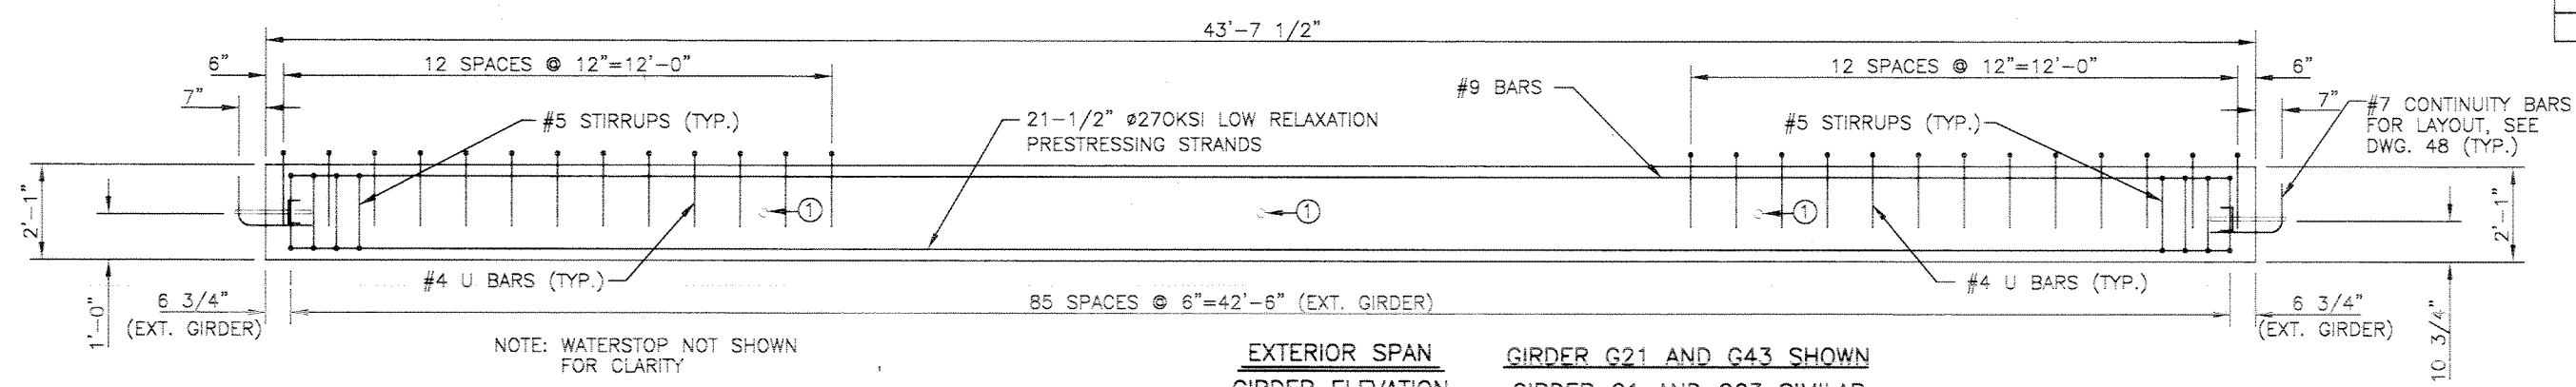 43'-7 1/2"
6"
12 SPACES @ 12"=12'-0"
12 SPACES @ 12"=12'-0"
6"
7"
#5 STIRRUPS (TYP.)
21-1/2" ø270KSI LOW RELAXATION
PRESTRESSING STRANDS
#9 BARS
#5 STIRRUPS (TYP.)
7"
#7 CONTINUITY BARS
FOR LAYOUT, SEE
DWG. 48 (TYP.)
2'-1"
1
1
1
2'-1"
1'-0"
#4 U BARS (TYP.)
#4 U BARS (TYP.)
6 3/4"
(EXT. GIRDER)
85 SPACES @ 6"=42'-6" (EXT. GIRDER)
6 3/4"
(EXT. GIRDER)
10 3/4"
NOTE: WATERSTOP NOT SHOWN
FOR CLARITY
EXTERIOR SPAN
GIRDER G21 AND G43 SHOWN
GIRDER ELEVATION
SIMILAR